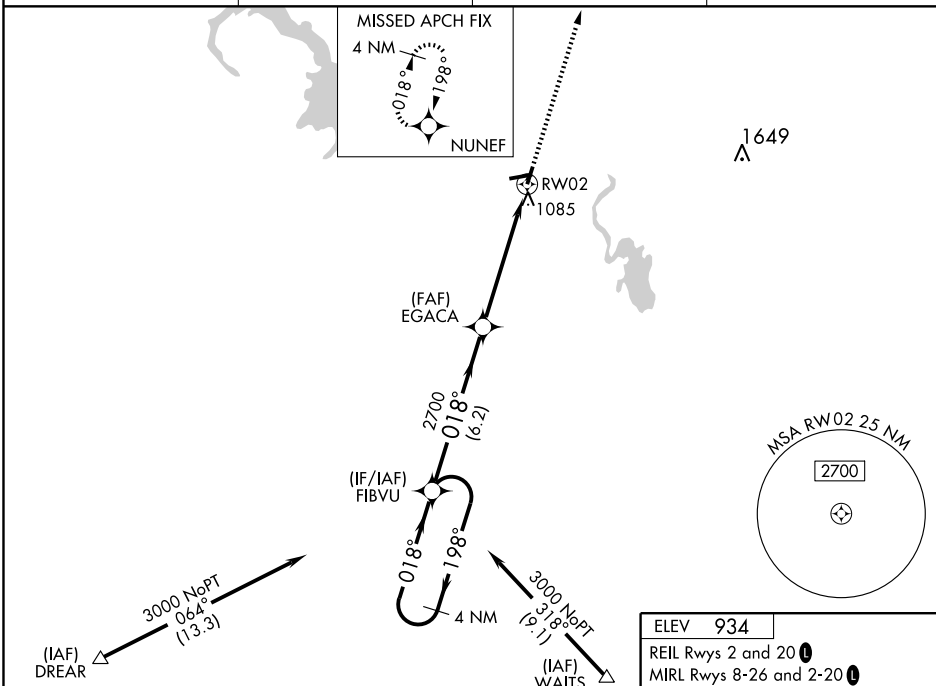 MISSED APCH FIX
4 NM
018°
198°
NUNEF
1649
RW02
1085
(FAF)
EGACA
2700
018°
(6.2)
(IF/IAF)
FIBVU
018°
198°
4 NM
MSA RW02 25 NM
2700
3000 NoPT
064°
(13.3)
(IAF)
DREAR
3000 NoPT
318°
(9.1)
(IAF)
WAITS
ELEV 934
REIL Rwys 2 and 20 L
MIRL Rwys 8-26 and 2-20 L